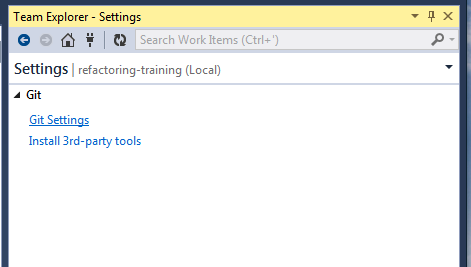 Team Explorer - Settings
Search Work Items (Ctrl+')
Settings | refactoring-training (Local)
Git
Git Settings
Install 3rd-party tools